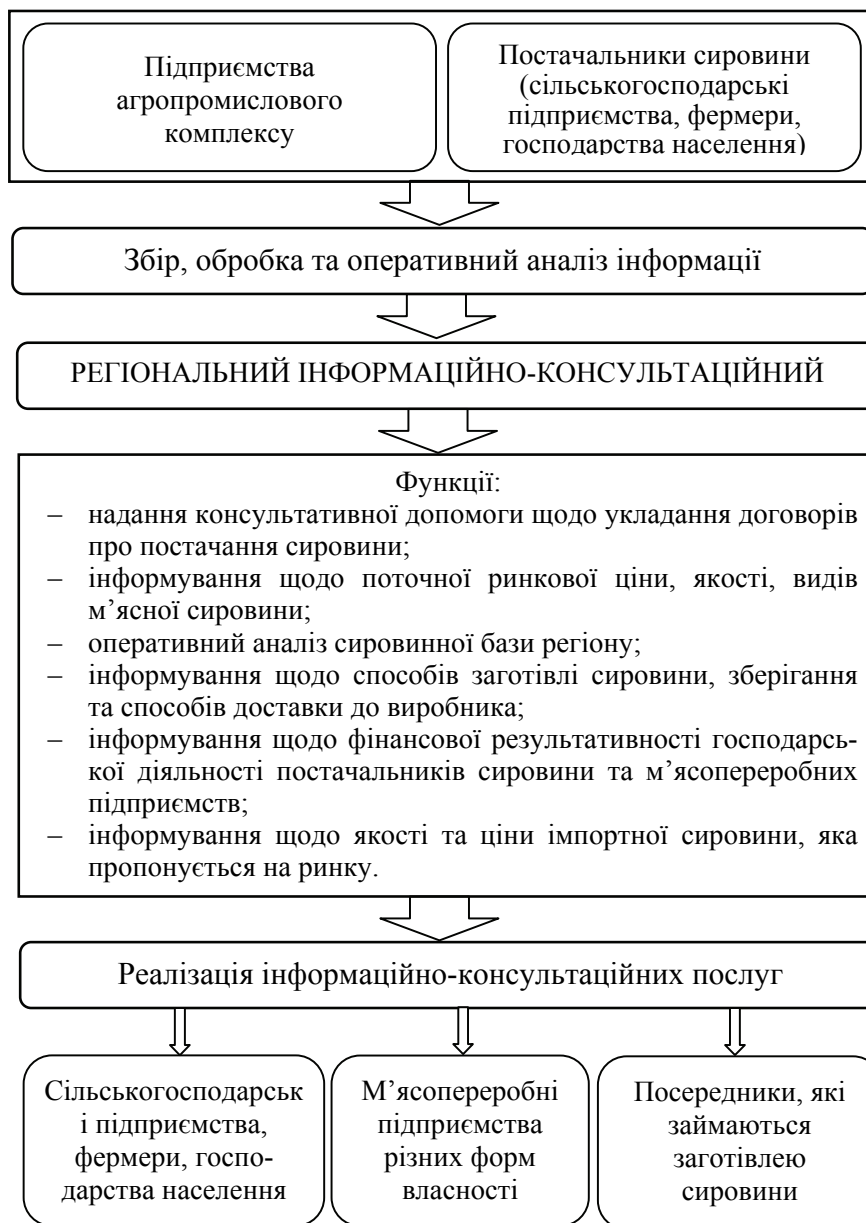 Підприємства
агропромислового
комплексу
Постачальники сировини
(сільськогосподарські
підприємства, фермери,
господарства населення)
Збір, обробка та оперативний аналіз інформації
РЕГІОНАЛЬНИЙ ІНФОРМАЦІЙНО-КОНСУЛЬТАЦІЙНИЙ
Функції:
– надання консультативної допомоги щодо укладання договорів
про постачання сировини;
– інформування щодо поточної ринкової ціни, якості, видів
м’ясної сировини;
– оперативний аналіз сировинної бази регіону;
– інформування щодо способів заготівлі сировини, зберігання
та способів доставки до виробника;
– інформування щодо фінансової результативності господарсь-
кої діяльності постачальників сировини та м’ясопереробних
підприємств;
– інформування щодо якості та ціни імпортної сировини, яка
пропонується на ринку.
Реалізація інформаційно-консультаційних послуг
Сільськогосподарськ
і підприємства,
фермери, госпо-
дарства населення
М’ясопереробні
підприємства
різних форм
власності
Посередники, які
займаються
заготівлею
сировини